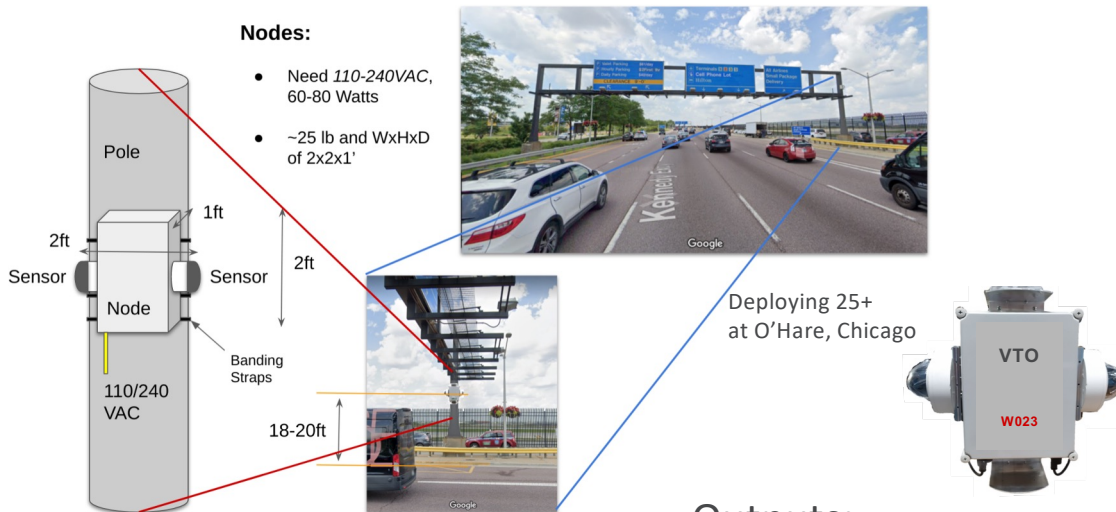 Nodes:
● Need 110-240VAC,
60-80 Watts
● ~25 lb and WxHxD
of 2x2x1’
Pole
1ft
2ft
2ft
Sensor
Sensor
Node
Banding
Straps
110/240
VAC
18-20ft
Kennedy
Google
Google
Deploying 25+
at O’Hare, Chicago
VTO
W023